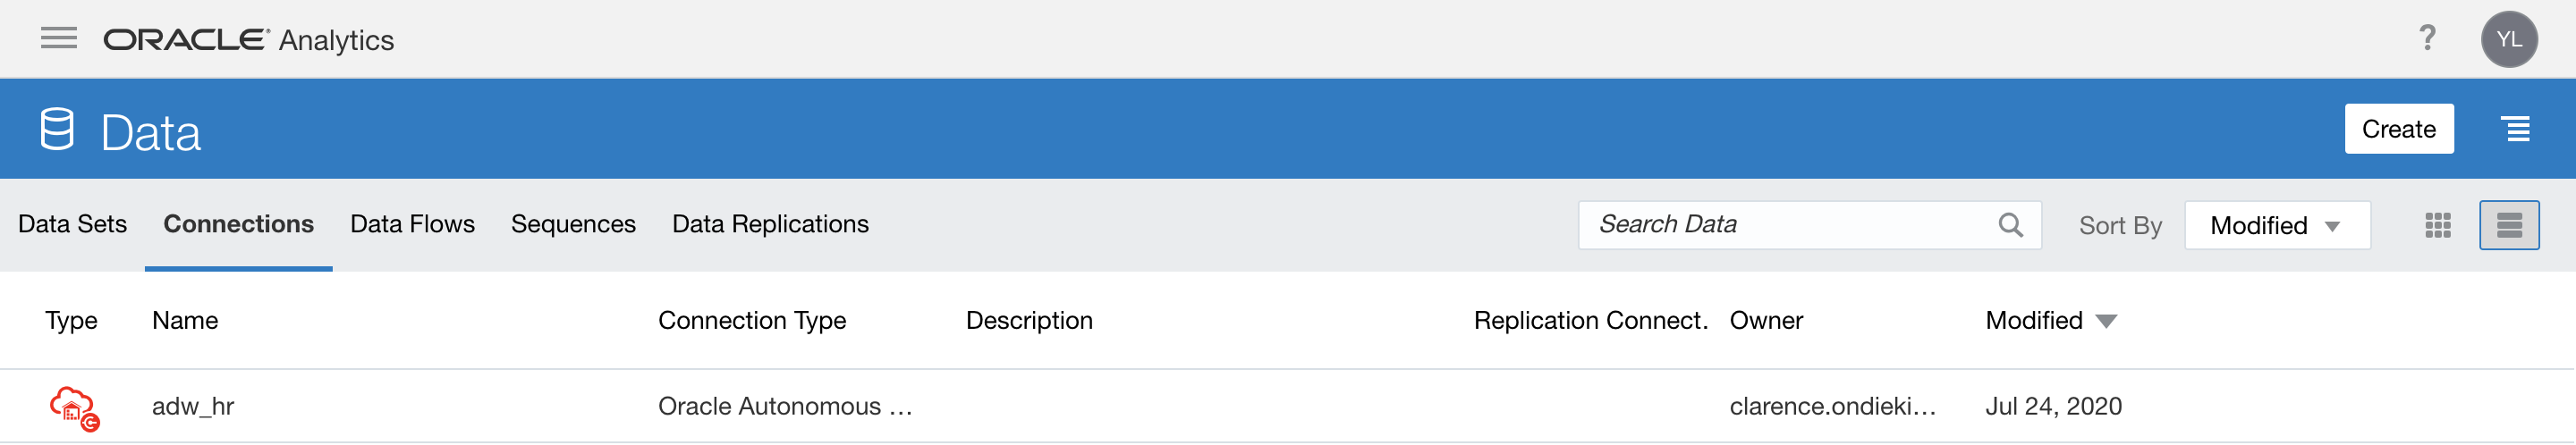 ORACLE® Analytics ? YL
Data Create
Data Sets Connections Data Flows Sequences Data Replications Search Data Sort By Modified
Type Name Connection Type Description Replication Connect. Owner Modified
adw_hr Oracle Autonomous ... clarence.ondieki... Jul 24, 2020